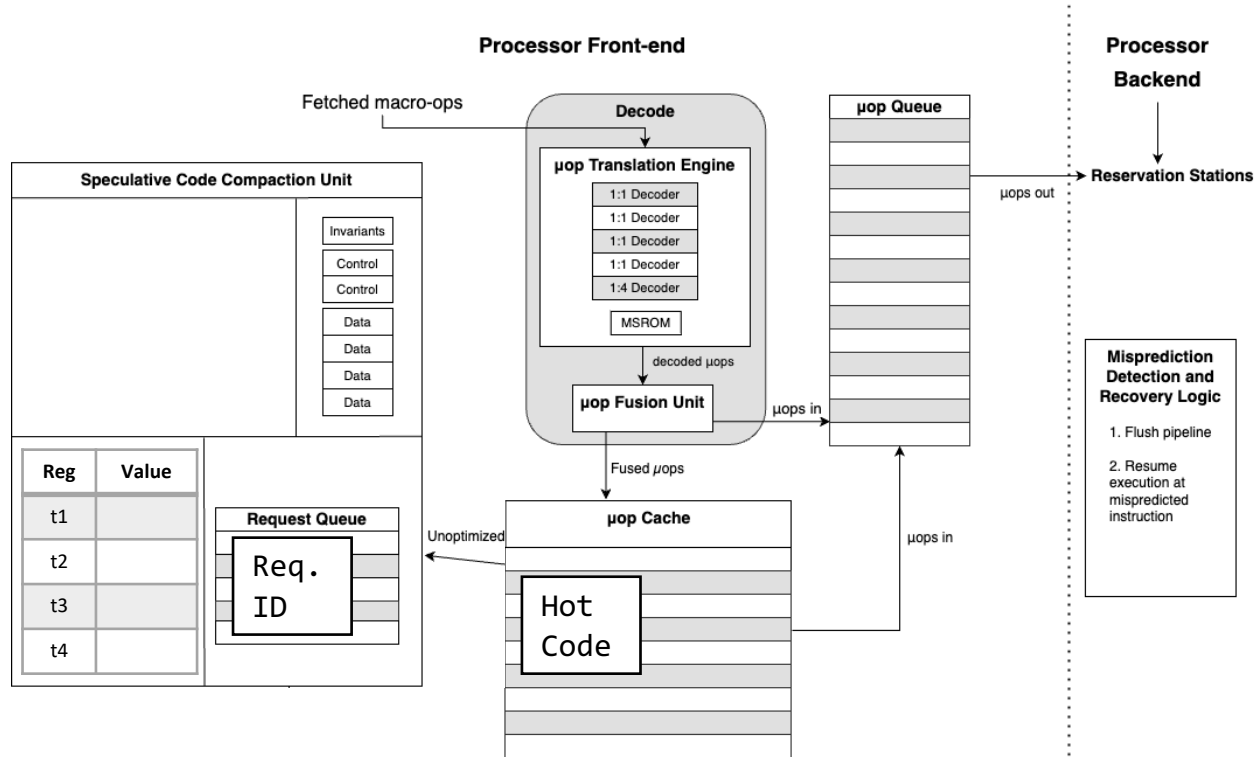 Processor Front-end
Processor
Backend
Fetched macro-ops
Decode
µop Translation Engine
1:1 Decoder
1:1 Decoder
1:1 Decoder
1:1 Decoder
1:4 Decoder
MSROM
decoded µops
µop Fusion Unit
µops in
Fused µops
µop Queue
µops out
Reservation Stations
Speculative Code Compaction Unit
Invariants
Control
Control
Data
Data
Data
Data
Reg Value
t1
t2
t3
t4
Request Queue
Req.
ID
Unoptimized
µop Cache
Hot
Code
µops in
Misprediction
Detection and
Recovery Logic
1. Flush pipeline
2. Resume
execution at
mispredicted
instruction